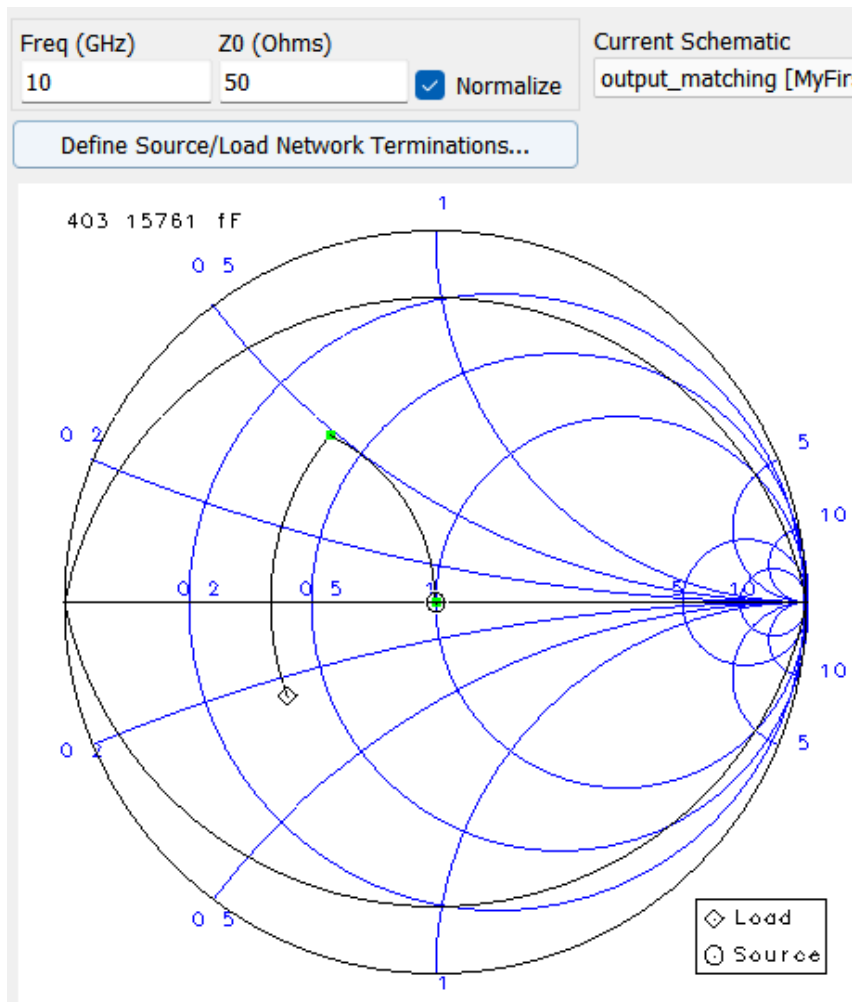 Freq (GHz)
Z0 (Ohms)
Current Schematic
10
50
Normalize
output_matching [MyFir
Define Source/Load Network Terminations...
403 15761 fF
1
0 5
0 2
5
10
0 2
0 5
1
5
10
10
0 2
5
0 5
1
Load
Source